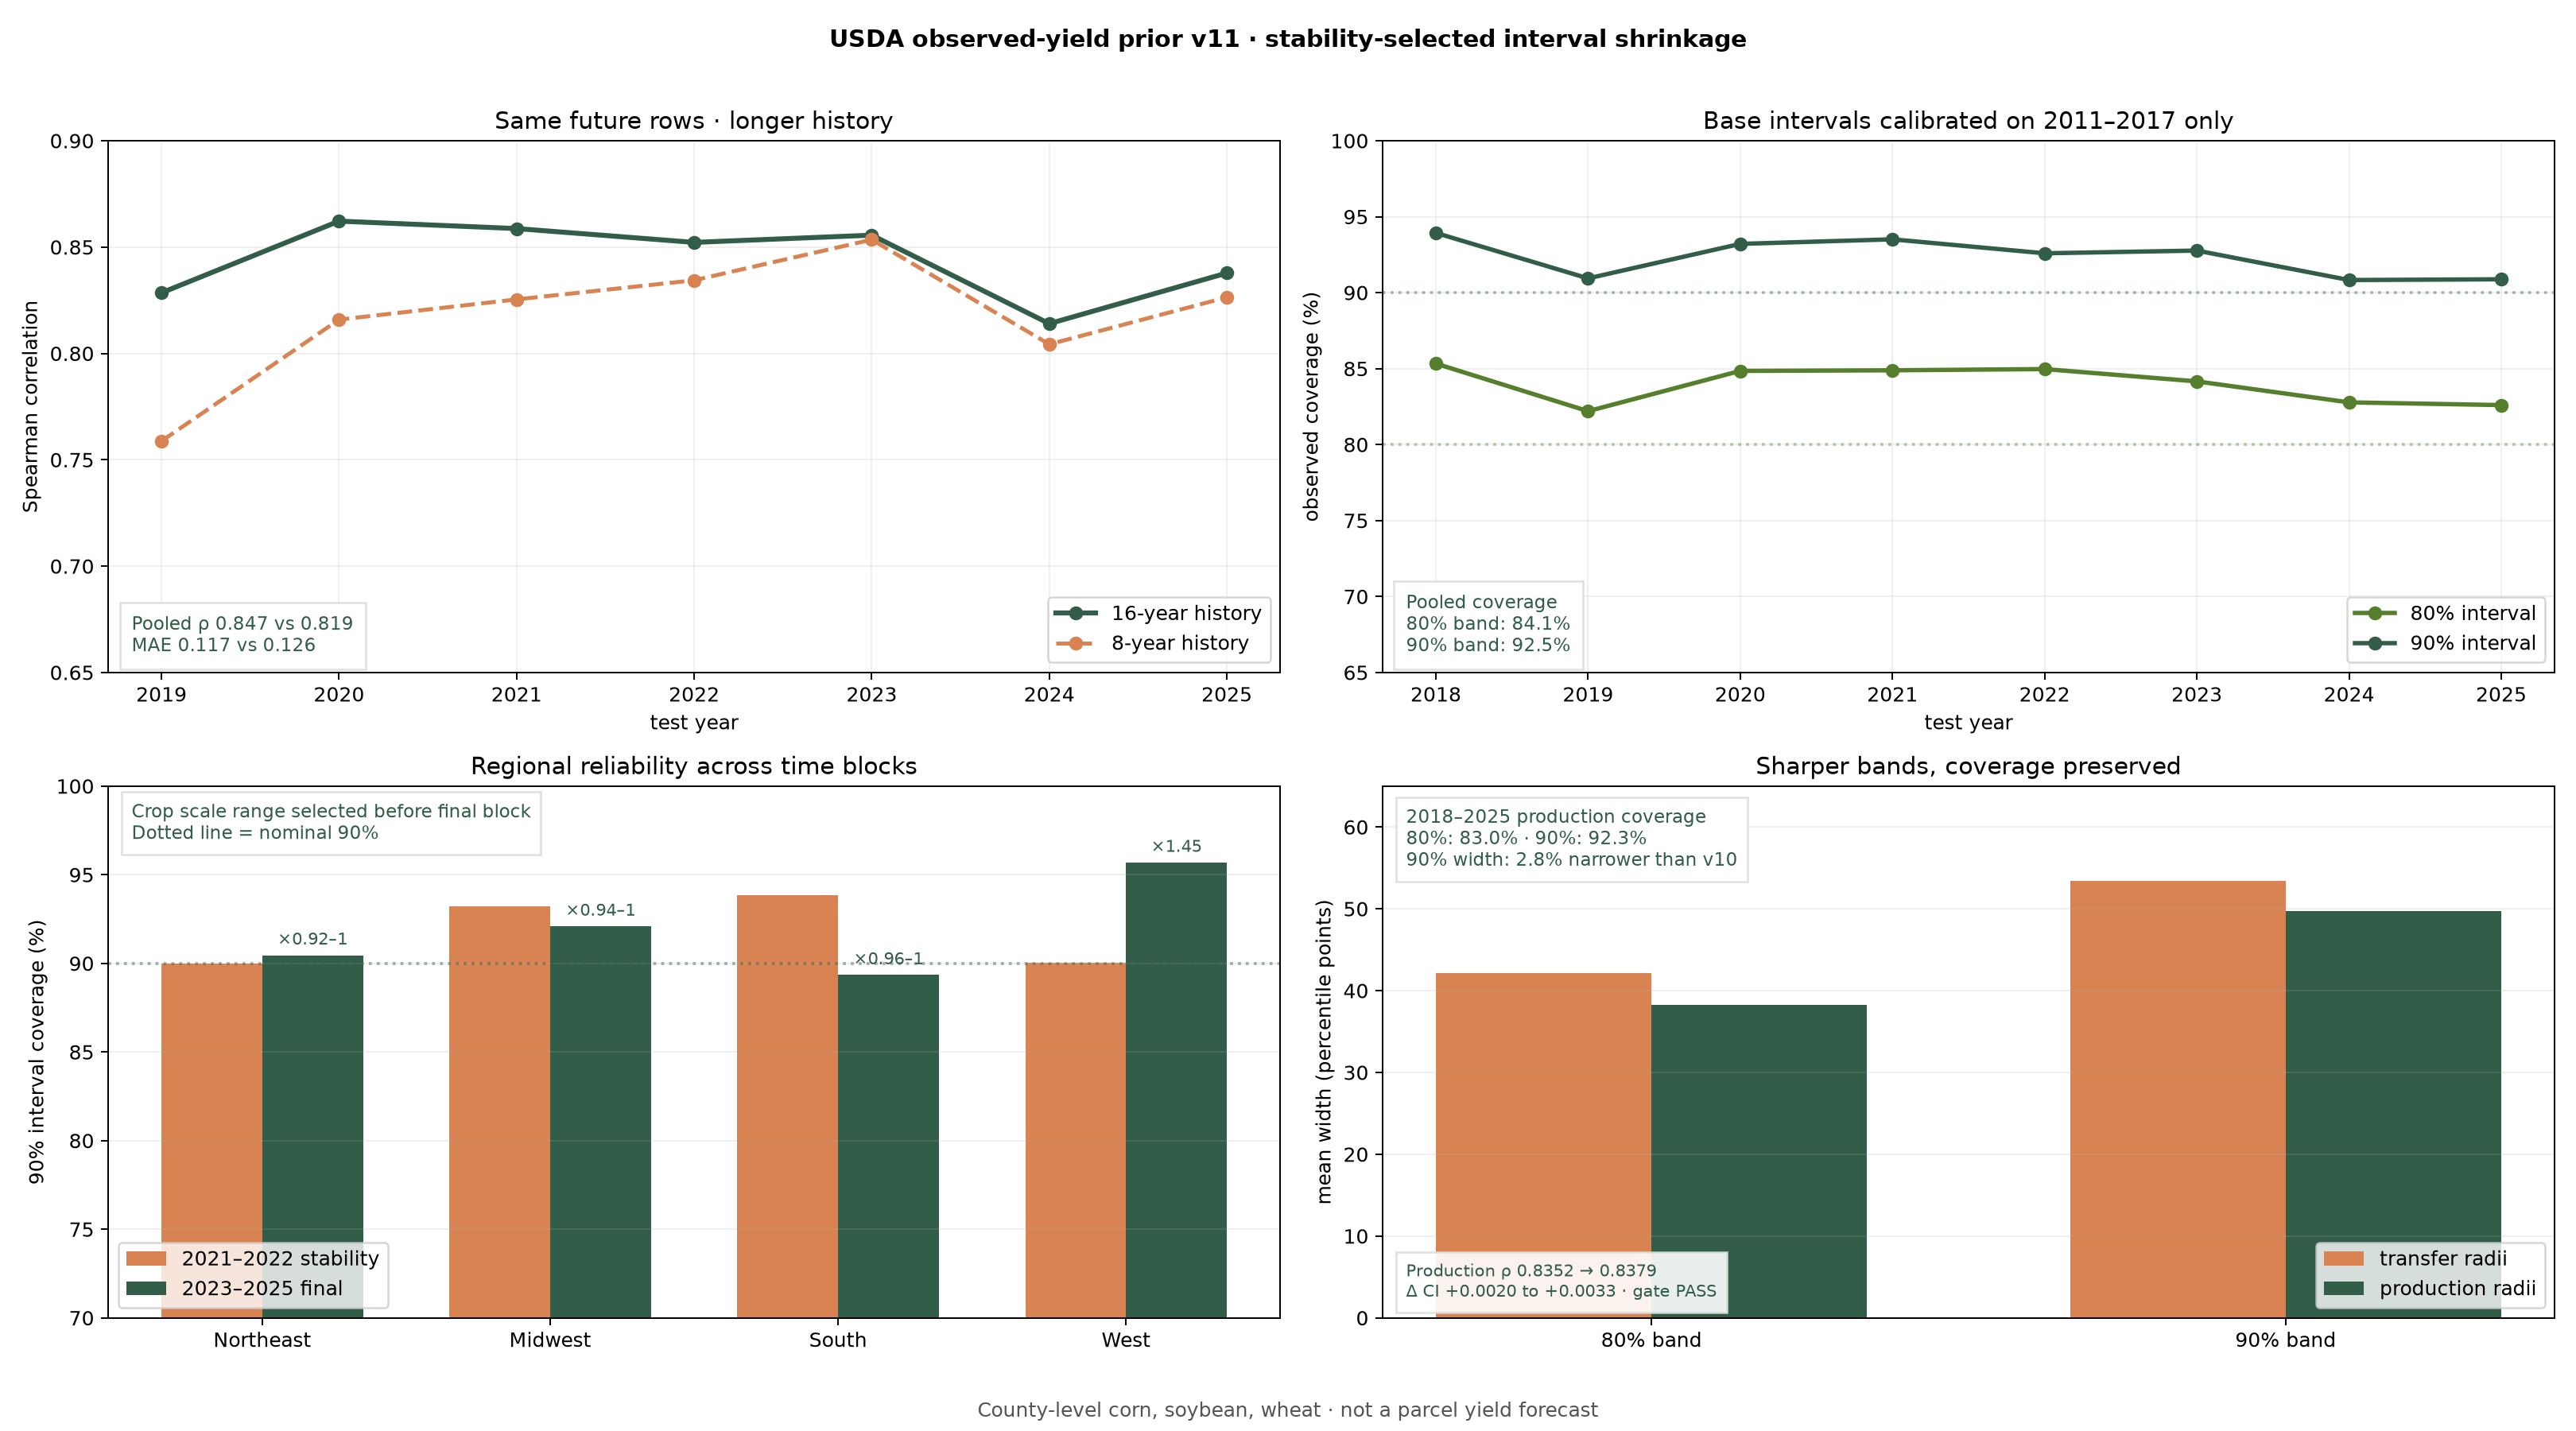 USDA observed-yield prior v11 · stability-selected interval shrinkage
Same future rows · longer history
0.90
0.85
0.80
0.75
0.70
0.65
Spearman correlation
Pooled ρ 0.847 vs 0.819
MAE 0.117 vs 0.126
16-year history
8-year history
2019
2020
2021
2022
2023
2024
2025
test year
Base intervals calibrated on 2011–2017 only
100
95
90
85
80
75
70
65
observed coverage (%)
Pooled coverage
80% band: 84.1%
90% band: 92.5%
80% interval
90% interval
2018
2019
2020
2021
2022
2023
2024
2025
test year
Regional reliability across time blocks
100
95
90
85
80
75
70
90% interval coverage (%)
Crop scale range selected before final block
Dotted line = nominal 90%
×0.92–1
×0.94–1
×0.96–1
×1.45
2021–2022 stability
2023–2025 final
Northeast
Midwest
South
West
Sharper bands, coverage preserved
60
50
40
30
20
10
0
mean width (percentile points)
2018–2025 production coverage
80%: 83.0% · 90%: 92.3%
90% width: 2.8% narrower than v10
Production ρ 0.8352 → 0.8379
Δ CI +0.0020 to +0.0033 · gate PASS
transfer radii
production radii
80% band
90% band
County-level corn, soybean, wheat · not a parcel yield forecast